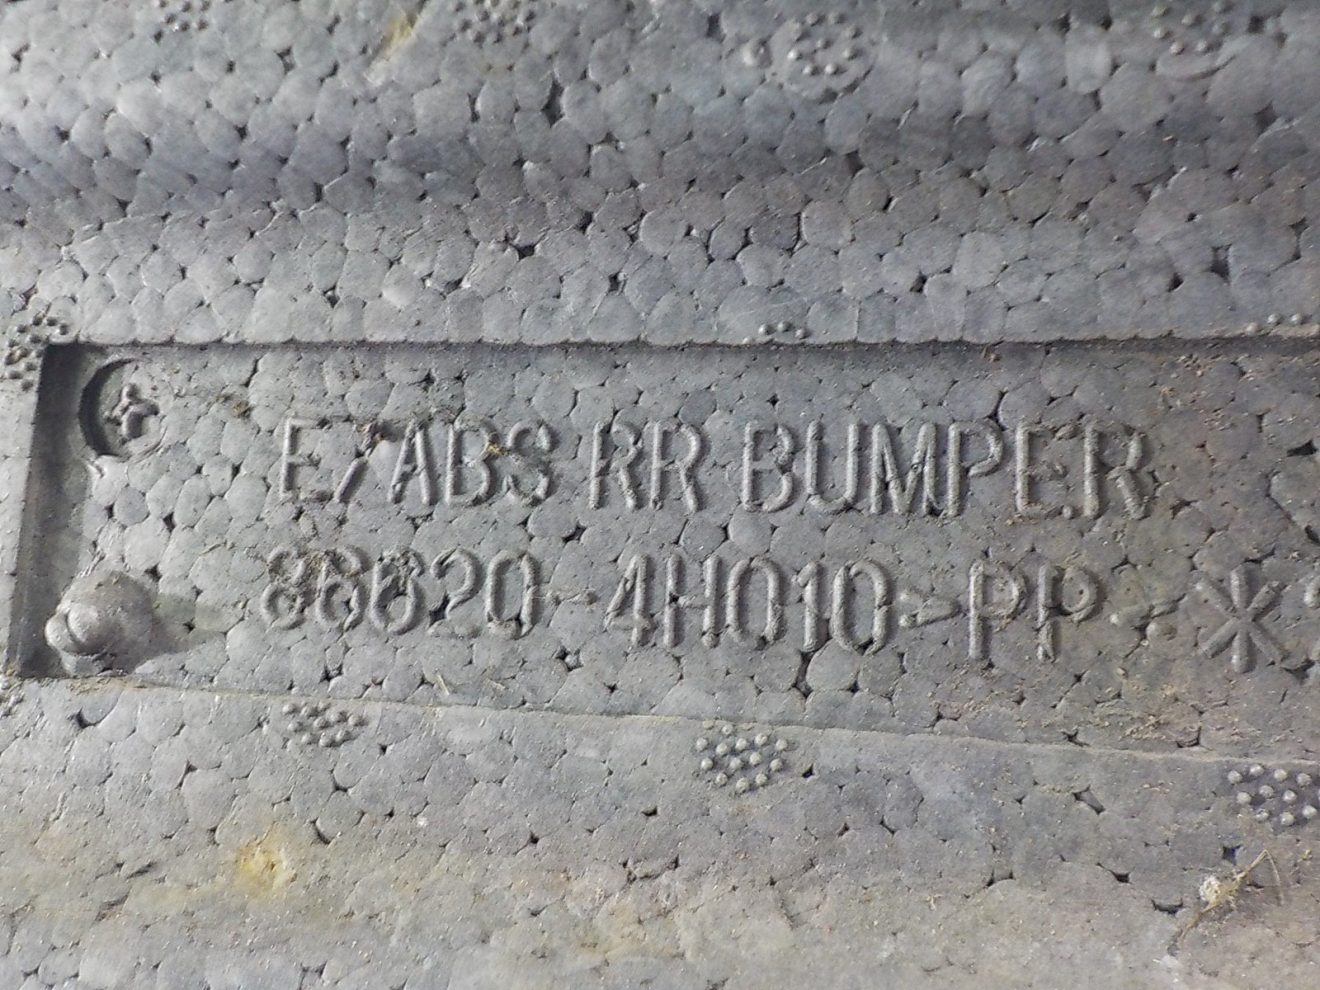 E/ABS RR BUMPER
86620-4H010 >PP< *